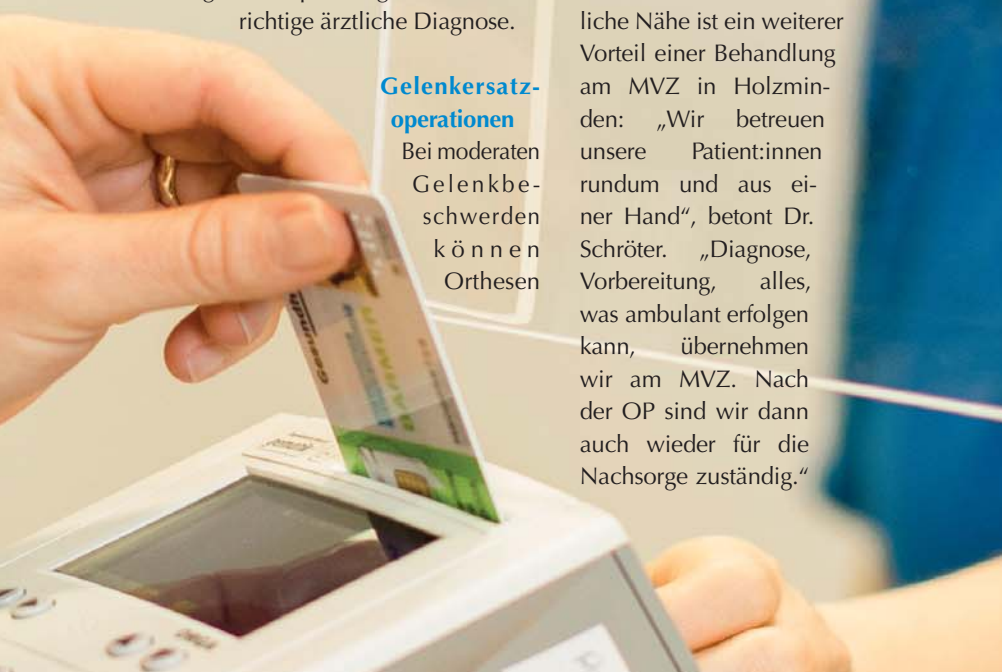 richtige ärztliche Diagnose.
Gelenkersatz-
operationen
Bei moderaten
Gelenkbe-
schwerden
können
Orthesen
liche Nähe ist ein weiterer
Vorteil einer Behandlung
am MVZ in Holzmin-
den: „Wir betreuen
unsere Patient:innen
rundum und aus ei-
ner Hand“, betont Dr.
Schröter. „Diagnose,
Vorbereitung, alles,
was ambulant erfolgen
kann, übernehmen
wir am MVZ. Nach
der OP sind wir dann
auch wieder für die
Nachsorge zuständig.“